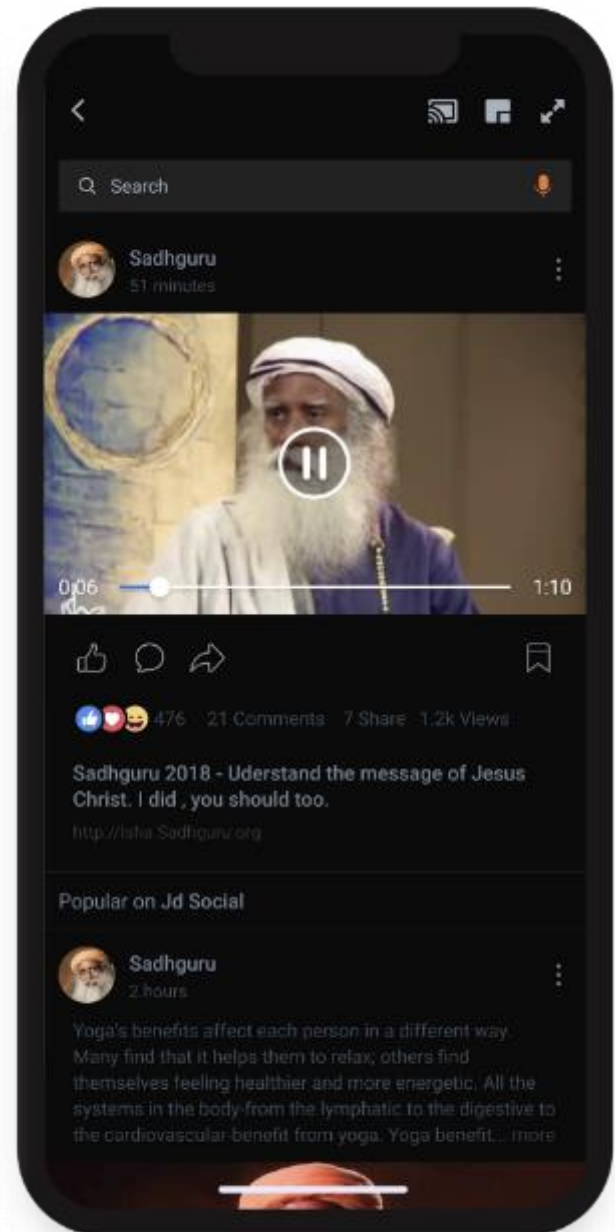 Search
Sadhguru
51 minutes
0:06
1:10
476 21 Comments 7 Share 1.2k Views
Sadhguru 2018 - Uderstand the message of Jesus
Christ. I did , you should too.
http://Isha.Sadhguru.org
Popular on Jd Social
Sadhguru
2 hours
Yoga's benefits affect each person in a different way.
Many find that it helps them to relax; others find
themselves feeling healthier and more energetic. All the
systems in the body-from the lymphatic to the digestive to
the cardiovascular-benefit from yoga. Yoga benefit... more